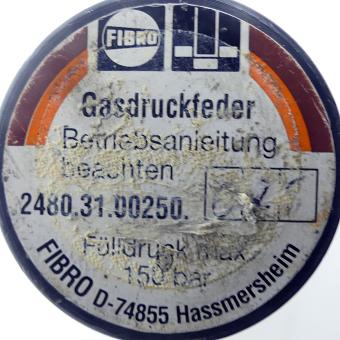 FIBRO
Gasdruckfeder
Betriebsanleitung
beachten
2480.31.00250.
Fülldruck max
150 bar
FIBRO D-74855 Hassmersheim